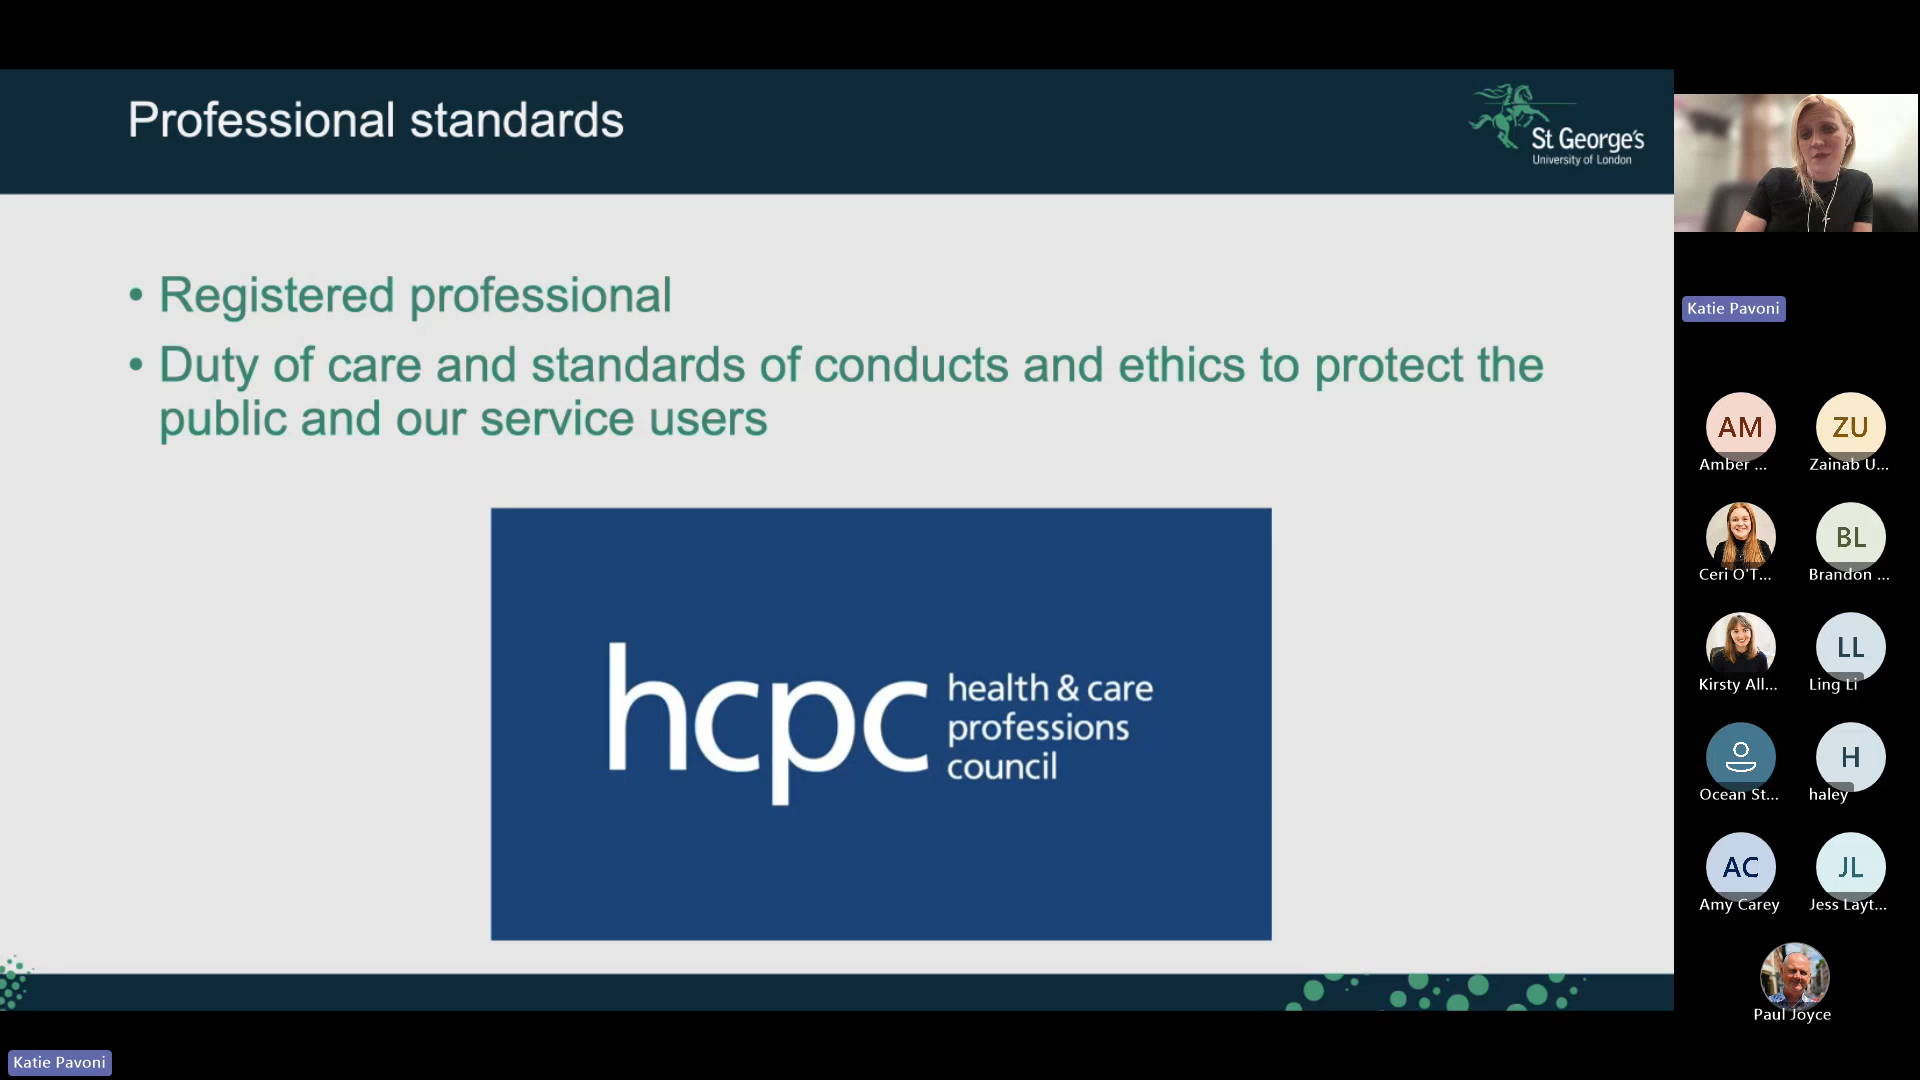 Professional standards
St George's
University of London
• Registered professional
• Duty of care and standards of conducts and ethics to protect the
public and our service users
hcpc
health & care
professions
council
Katie Pavoni
AM
Amber ...
ZU
Zainab U...
Ceri O'T...
BL
Brandon ...
Kirsty All...
LL
Ling Li
Ocean St...
H
haley
AC
Amy Carey
JL
Jess Layt...
Paul Joyce
Katie Pavoni